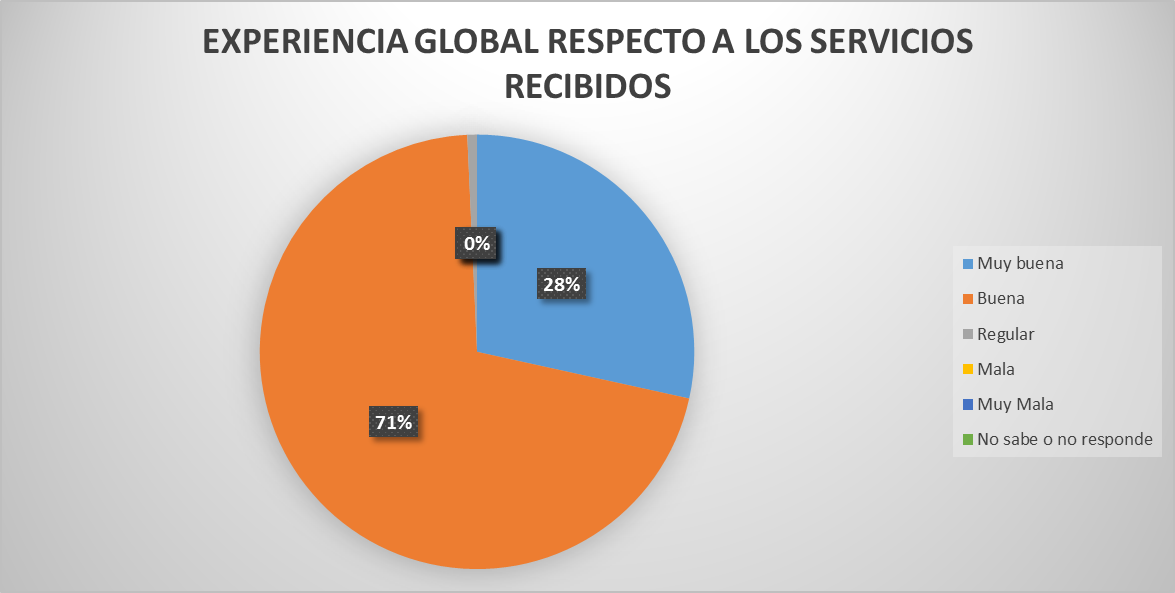 EXPERIENCIA GLOBAL RESPECTO A LOS SERVICIOS
RECIBIDOS
0%
28%
71%
Muy buena
Buena
Regular
Mala
Muy Mala
No sabe o no responde